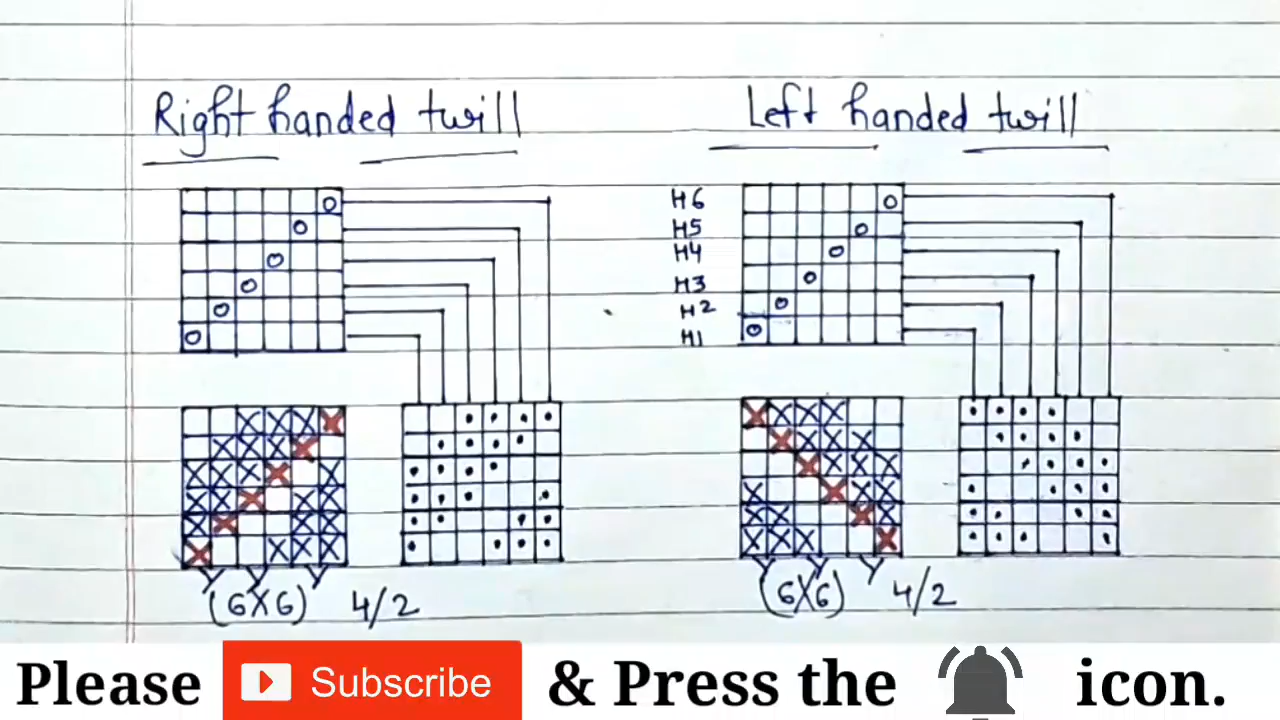 Right handed twill
Left handed twill
H6
H5
H4
H3
H2
H1
(6X6) 4/2
(6X6) 4/2
Please Subscribe & Press the icon.